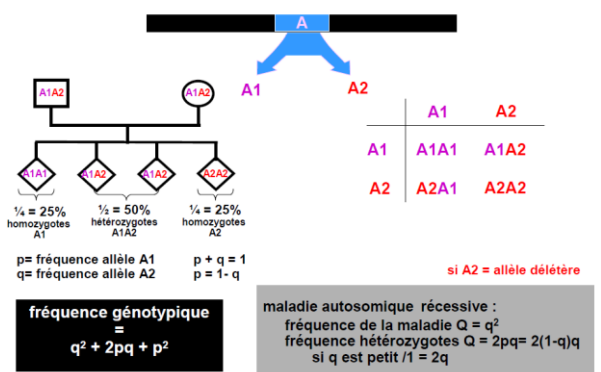 A
A1 A2
A1A2 A1A2
A1A1 A1A2 A1A2 A2A2
¼ = 25% ½ = 50% ¼ = 25%
homozygotes hétérozygotes homozygotes
A1 A1A2 A2
A1 A2
A1 A1A1 A1A2
A2 A2A1 A2A2
p= fréquence allèle A1 p + q = 1
q= fréquence allèle A2 p = 1- q
si A2 = allèle délétère
fréquence génotypique
=
q² + 2pq + p²
maladie autosomique récessive :
fréquence de la maladie Q = q²
fréquence hétérozygotes Q = 2pq= 2(1-q)q
si q est petit /1 = 2q